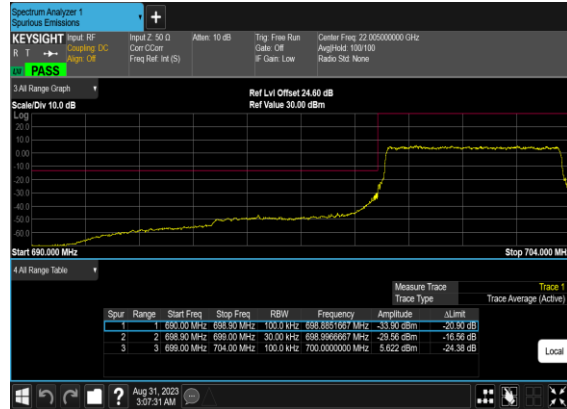 Spectrum Analyzer 1
Spurious Emissions
KEYSIGHT
R T
Input: RF
Coupling: DC
Align: Off
Input Z: 50 Ω
Corr CCorr
Freq Ref: Int (S)
Atten: 10 dB
Trig: Free Run
Gate: Off
IF Gain: Low
Center Freq: 22.005000000 GHz
Avg|Hold: 100/100
Radio Std: None
PASS
3 All Range Graph
Scale/Div 10.0 dB
Ref Lvl Offset 24.60 dB
Ref Value 30.00 dBm
Log
20.0
10.0
0.00
-10.0
-20.0
-30.0
-40.0
-50.0
-60.0
Start 690.000 MHz
Stop 704.000 MH
4 All Range Table
Measure Trace Trace 1
Trace Type Trace Average (Active)
Spur Range Start Freq Stop Freq RBW Frequency Amplitude ΔLimit
1 1 690.00 MHz 698.90 MHz 100.0 kHz 698.8851667 MHz -33.90 dBm -20.90 dB
2 2 698.90 MHz 699.00 MHz 30.00 kHz 698.9966667 MHz -29.56 dBm -16.56 dB
3 3 699.00 MHz 704.00 MHz 100.0 kHz 700.0000000 MHz 5.622 dBm -24.38 dB
Local
Aug 31, 2023
3:07:31 AM